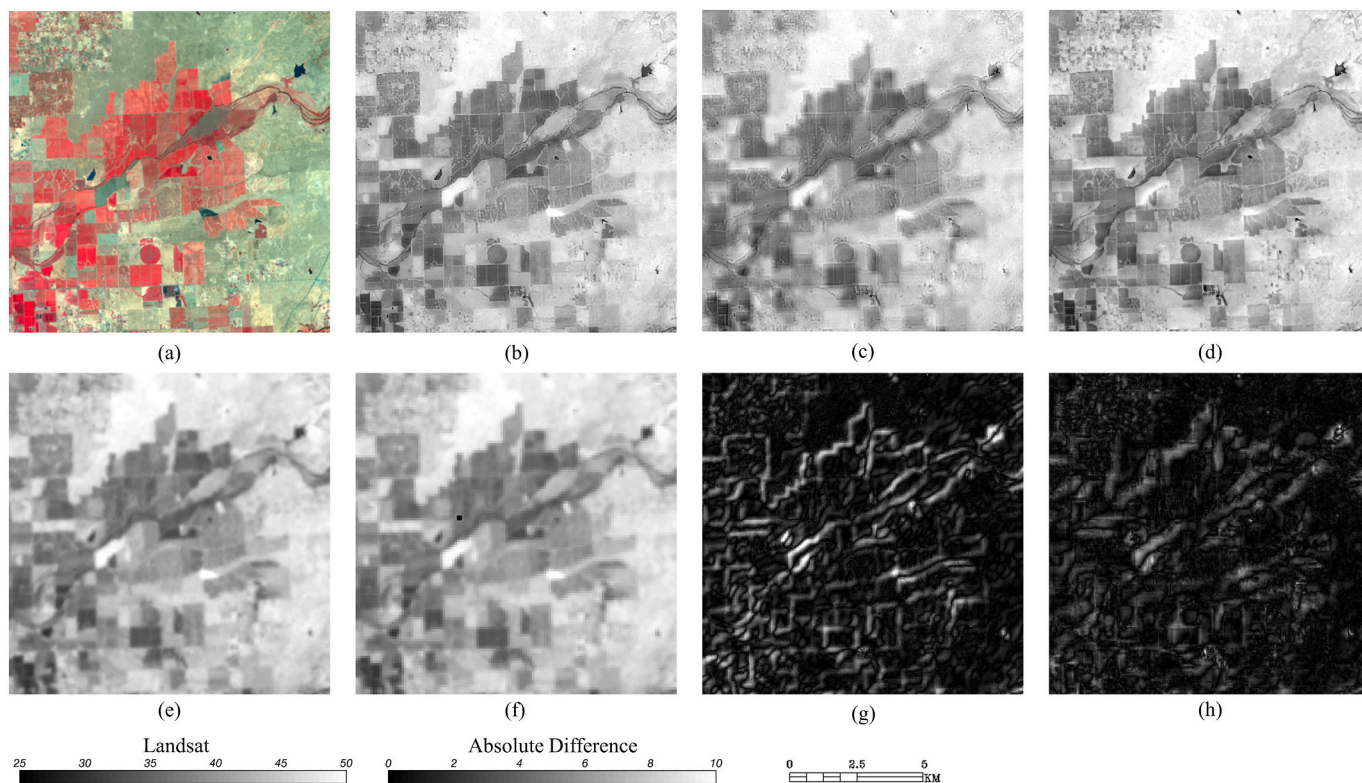 (a)
(b)
(c)
(d)
(e)
(f)
(g)
(h)
Landsat
25 30 35 40 45 50
Absolute Difference
0 2 4 6 8 10
0 2.5 5
KM